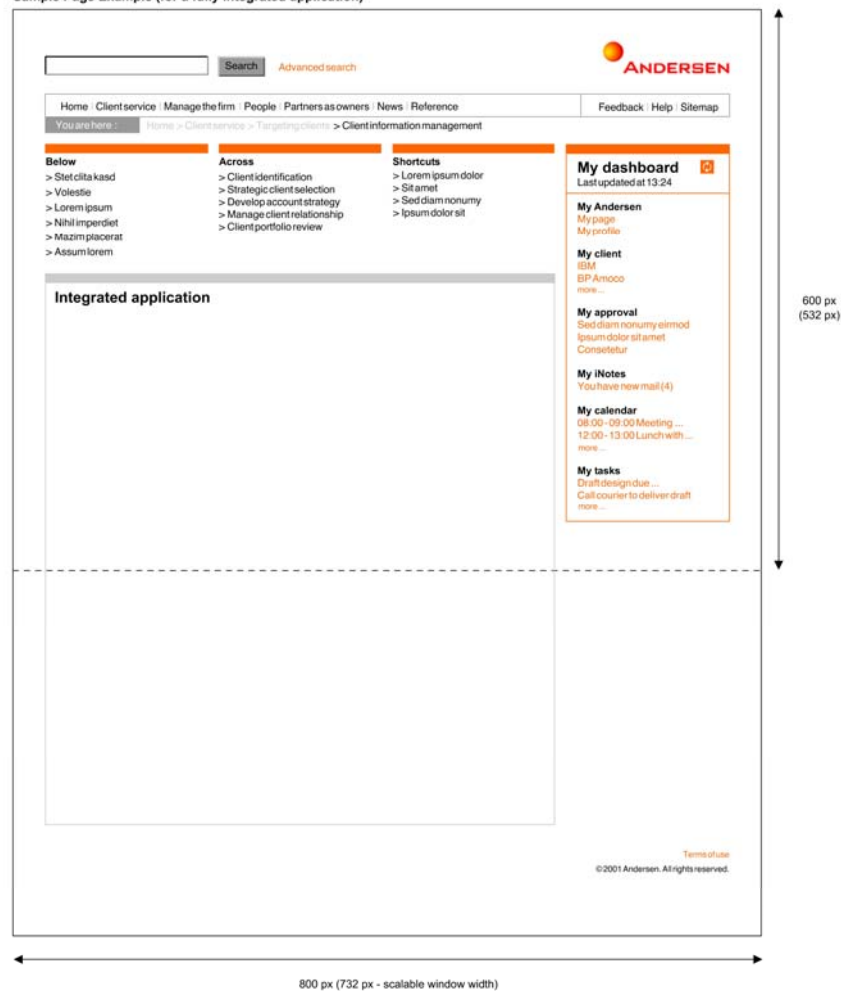 Sample Page Example (for a fully integrated application)
Search
Advanced search
ANDERSEN
Home | Client service | Manage the firm | People | Partners as owners | News | Reference
Feedback | Help | Sitemap
You are here :
Home > Client service > Targeting clients > Client information management
Below
> Stet clita kasd
> Volestie
> Lorem ipsum
> Nihil imperdiet
> Mazim placerat
> Assum lorem
Across
> Client identification
> Strategic client selection
> Develop account strategy
> Manage client relationship
> Client portfolio review
Shortcuts
> Lorem ipsum dolor
> Sit amet
> Sed diam nonumy
> Ipsum dolor sit
My dashboard
Last updated at 13:24
My Andersen
My page
My profile
My client
IBM
BP Amoco
more ...
My approval
Sed diam nonumy eirmod
Ipsum dolor sit amet
Consetetur
My iNotes
You have new mail (4)
My calendar
08:00 - 09:00 Meeting ...
12:00 - 13:00 Lunch with ...
more ...
My tasks
Draft design due ...
Call courier to deliver draft
more ...
Integrated application
600 px
(532 px)
Terms of use
©2001 Andersen. All rights reserved.
800 px (732 px - scalable window width)